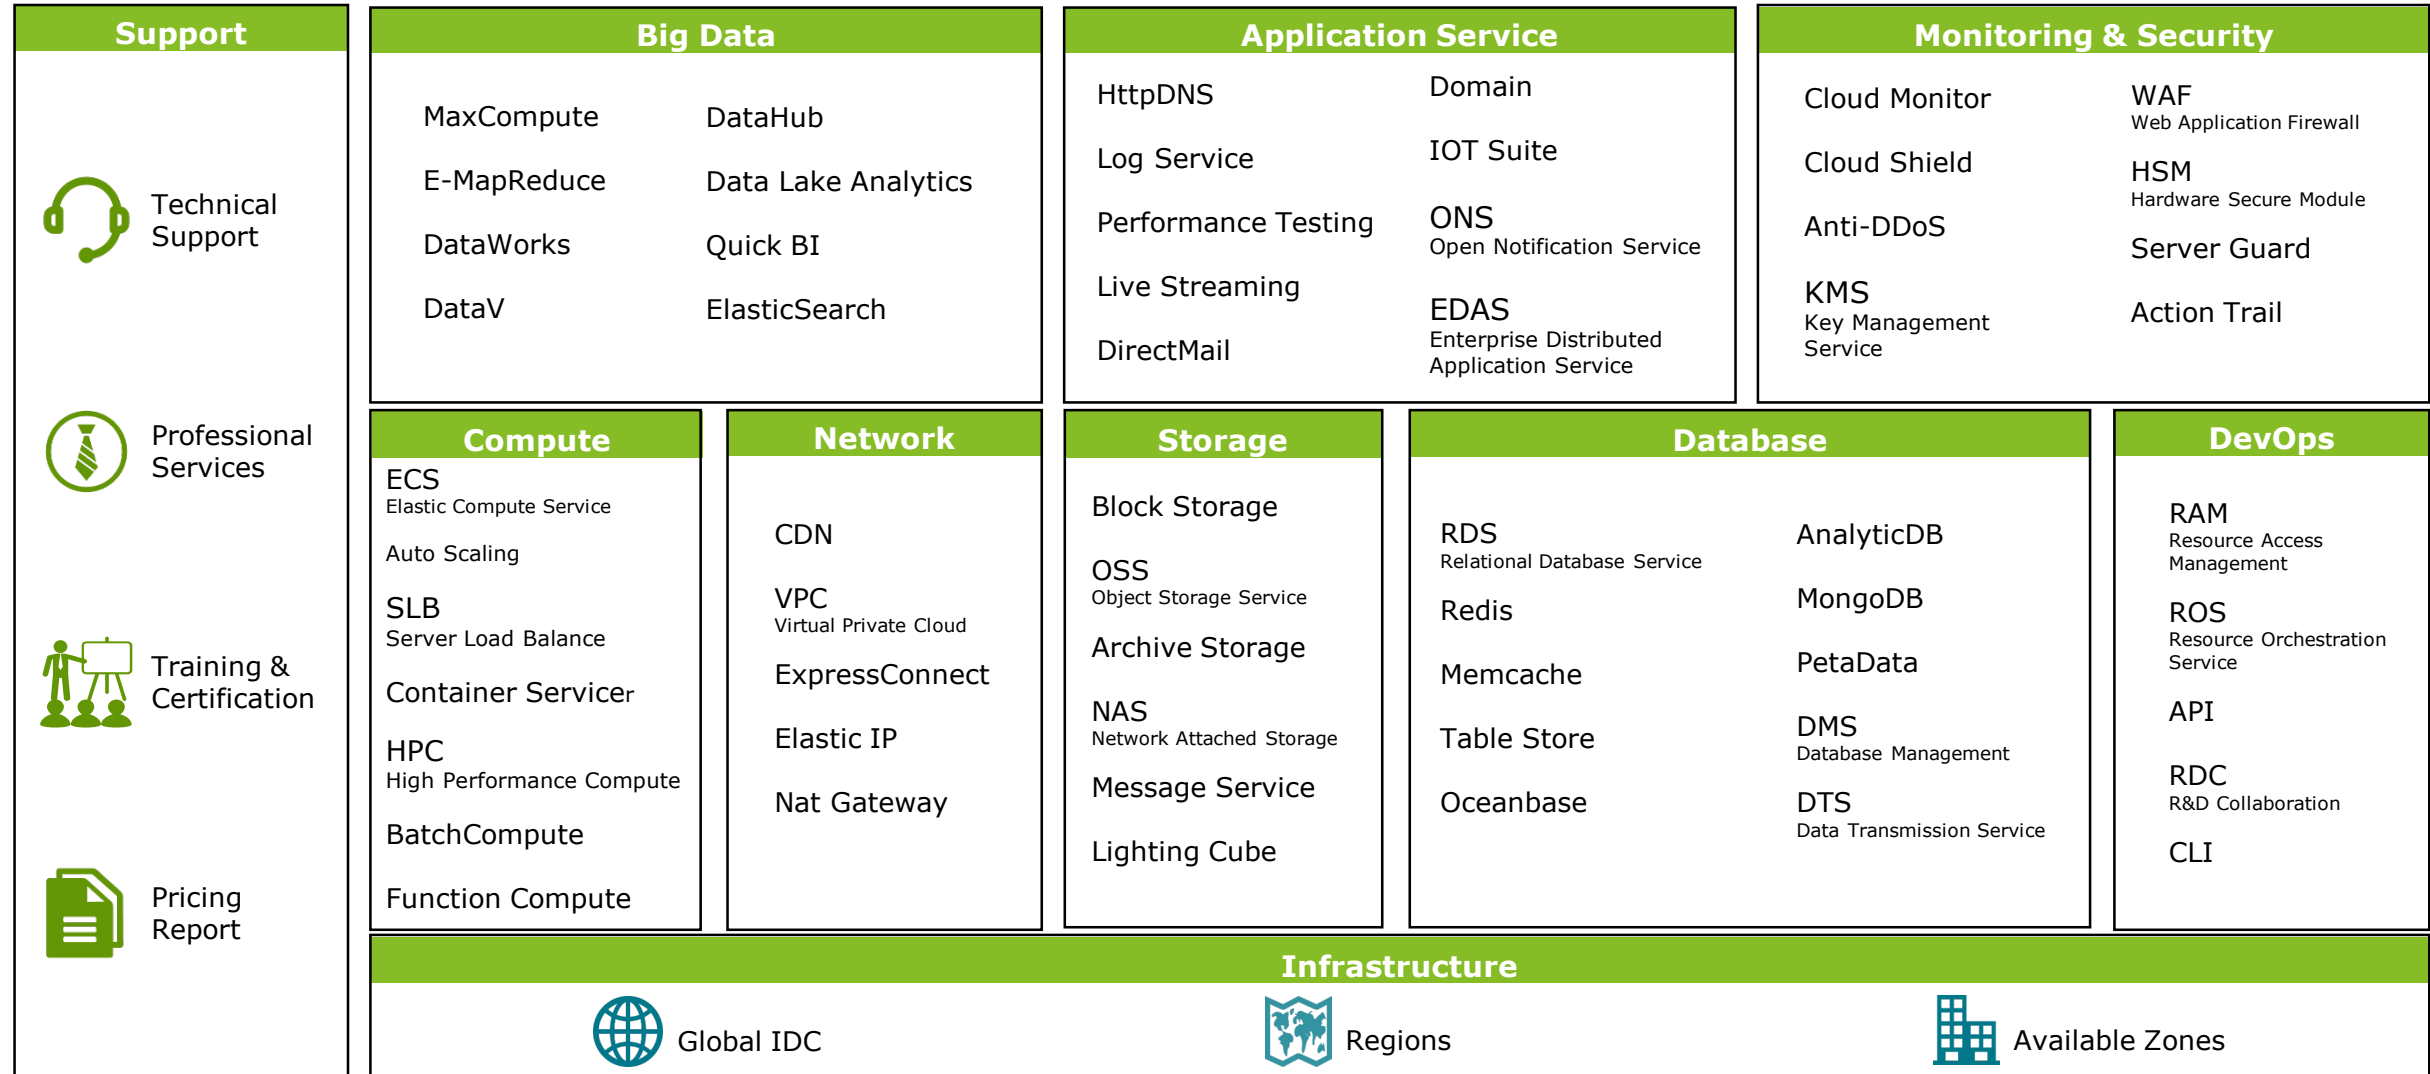 Support
Technical
Support
Professional
Services
Training &
Certification
Pricing
Report
Big Data
MaxCompute
E-MapReduce
DataWorks
DataV
DataHub
Data Lake Analytics
Quick BI
ElasticSearch
Application Service
HttpDNS
Log Service
Performance Testing
Live Streaming
DirectMail
Domain
IOT Suite
ONS
Open Notification Service
EDAS
Enterprise Distributed
Application Service
Monitoring & Security
Cloud Monitor
Cloud Shield
Anti-DDoS
KMS
Key Management
Service
WAF
Web Application Firewall
HSM
Hardware Secure Module
Server Guard
Action Trail
Compute
ECS
Elastic Compute Service
Auto Scaling
SLB
Server Load Balance
Container Servicer
HPC
High Performance Compute
BatchCompute
Function Compute
Network
CDN
VPC
Virtual Private Cloud
ExpressConnect
Elastic IP
Nat Gateway
Storage
Block Storage
OSS
Object Storage Service
Archive Storage
NAS
Network Attached Storage
Message Service
Lighting Cube
Database
RDS
Relational Database Service
Redis
Memcache
Table Store
Oceanbase
AnalyticDB
MongoDB
PetaData
DMS
Database Management
DTS
Data Transmission Service
DevOps
RAM
Resource Access
Management
ROS
Resource Orchestration
Service
API
RDC
R&D Collaboration
CLI
Infrastructure
Global IDC
Regions
Available Zones